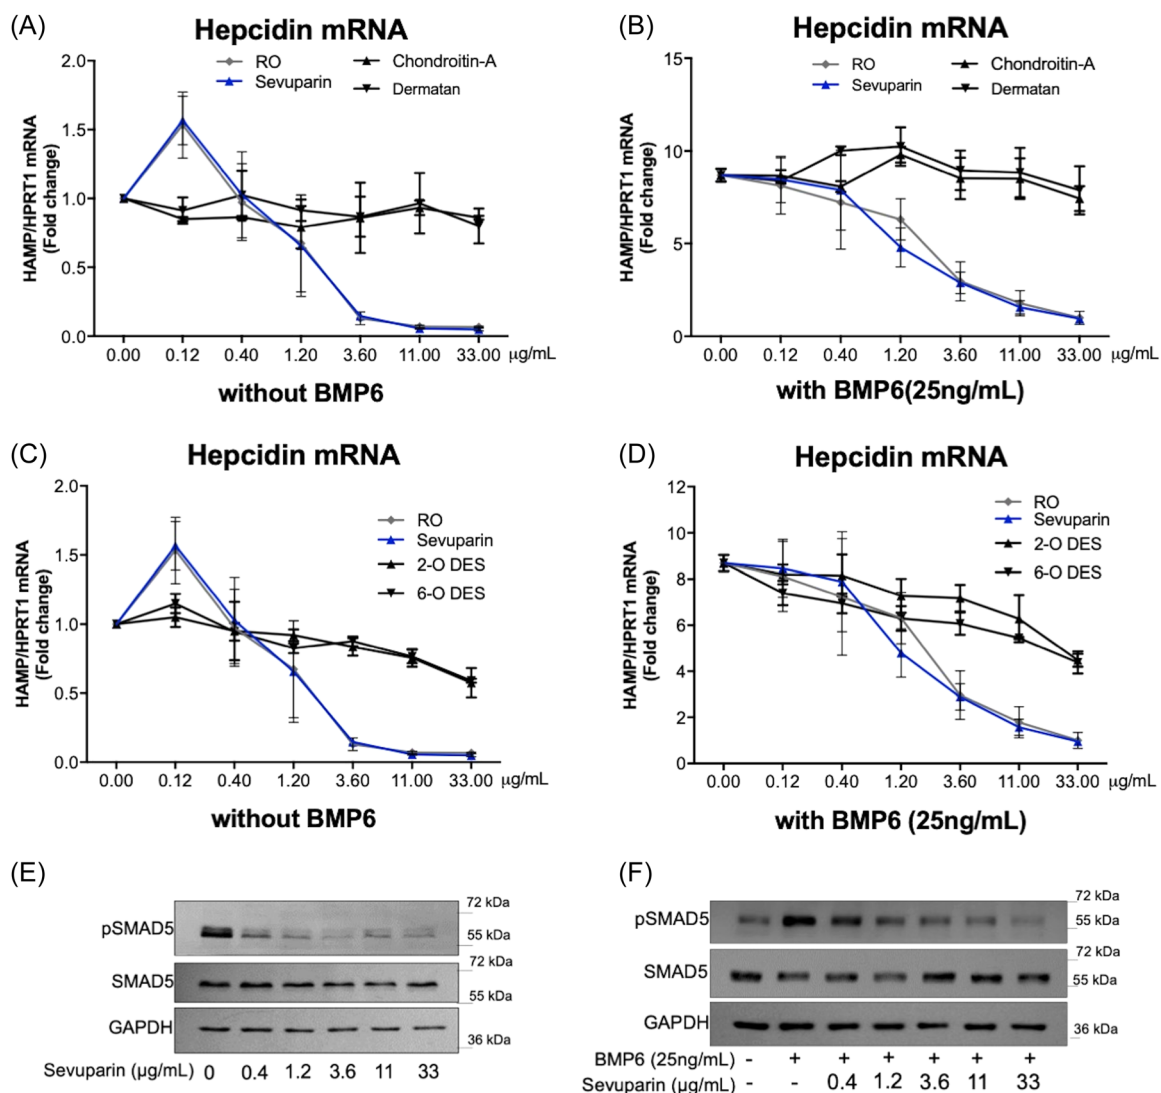 (A)
Hepcidin mRNA
RO
Sevuparin
Chondroitin-A
Dermatan
HAMP/HPRT1 mRNA
(Fold change)
2.0
1.5
1.0
0.5
0.0
0.00 0.12 0.40 1.20 3.60 11.00 33.00 µg/mL
without BMP6
(B)
Hepcidin mRNA
RO
Sevuparin
Chondroitin-A
Dermatan
HAMP/HPRT1 mRNA
(Fold change)
15
10
5
0
0.00 0.12 0.40 1.20 3.60 11.00 33.00 µg/mL
with BMP6(25ng/mL)
(C)
Hepcidin mRNA
RO
Sevuparin
2-O DES
6-O DES
HAMP/HPRT1 mRNA
(Fold change)
2.0
1.5
1.0
0.5
0.0
0.00 0.12 0.40 1.20 3.60 11.00 33.00 µg/mL
without BMP6
(D)
Hepcidin mRNA
RO
Sevuparin
2-O DES
6-O DES
HAMP/HPRT1 mRNA
(Fold change)
12
10
8
6
4
2
0
0.00 0.12 0.40 1.20 3.60 11.00 33.00 µg/mL
with BMP6 (25ng/mL)
(E)
72 kDa
pSMAD5
55 kDa
72 kDa
SMAD5
55 kDa
GAPDH
36 kDa
Sevuparin (µg/mL) 0 0.4 1.2 3.6 11 33
(F)
72 kDa
pSMAD5
55 kDa
72 kDa
SMAD5
55 kDa
GAPDH
36 kDa
BMP6 (25ng/mL) - + + + + + +
Sevuparin (µg/mL) - - 0.4 1.2 3.6 11 33